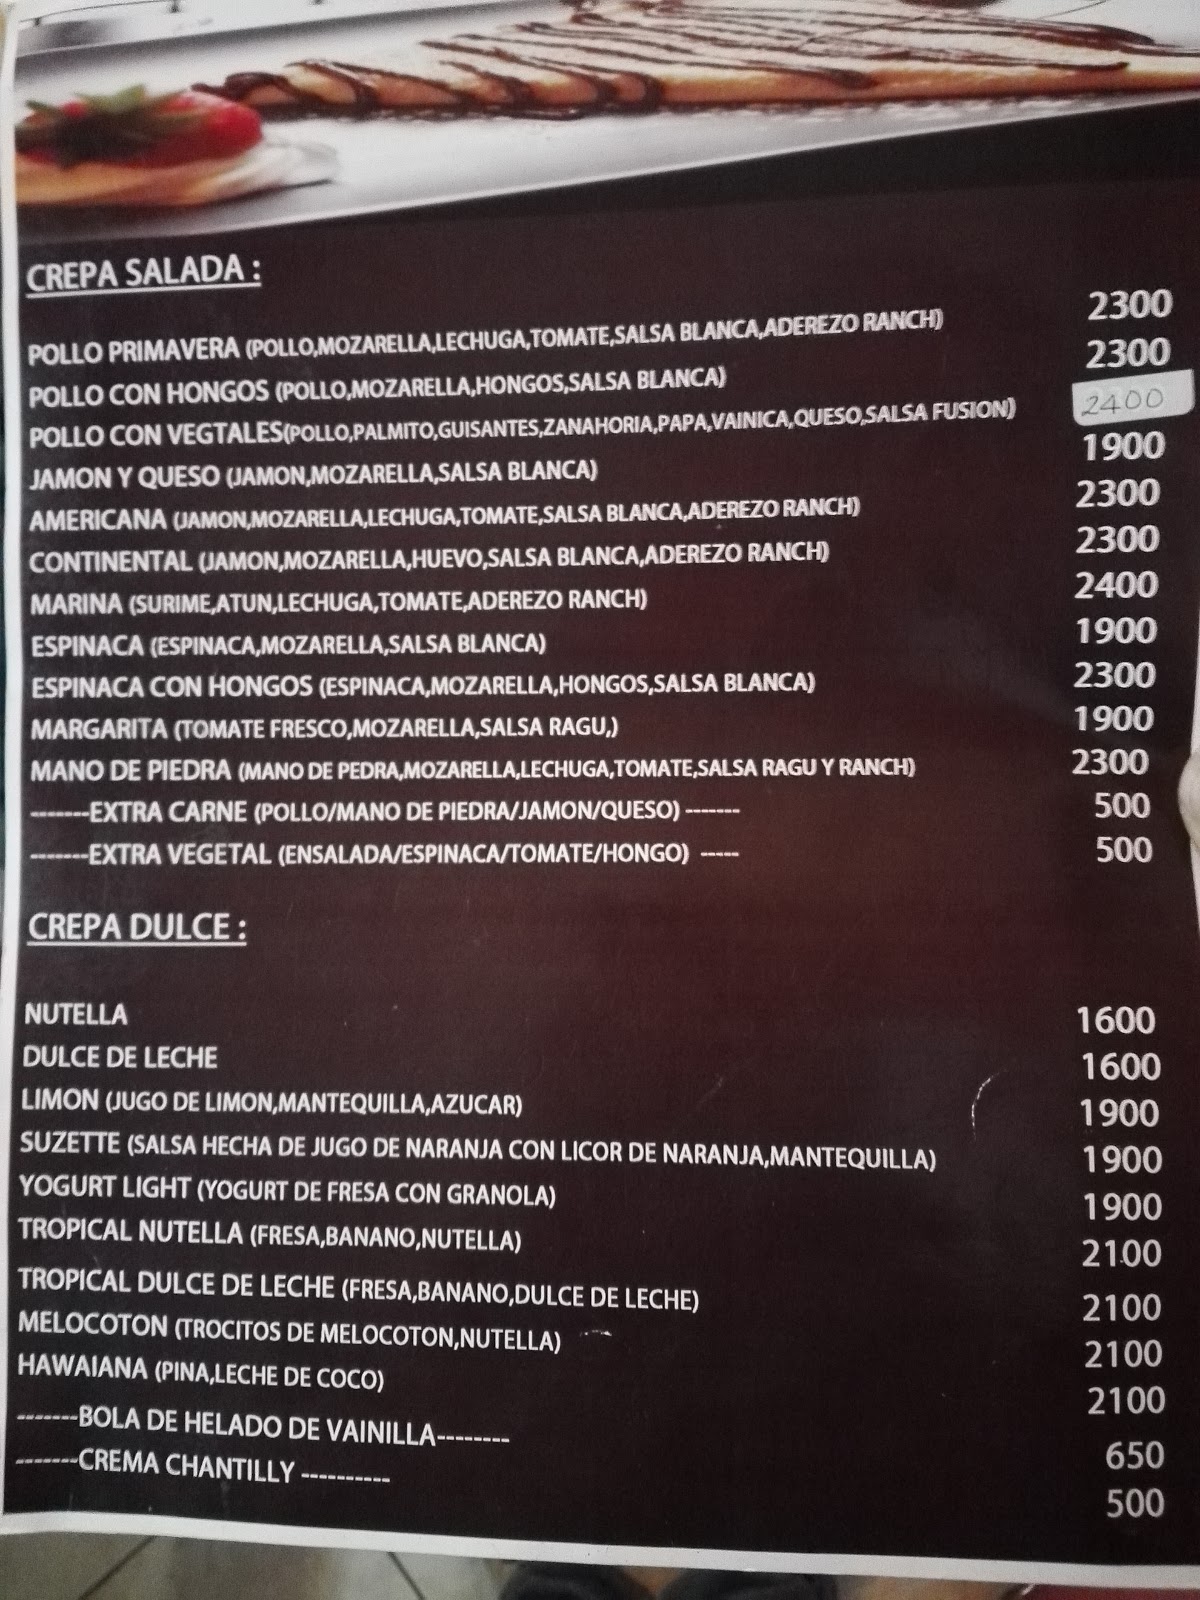 CREPA SALADA :
POLLO PRIMAVERA (POLLO,MOZARELLA,LECHUGA,TOMATE,SALSA BLANCA,ADEREZO RANCH) 2300
POLLO CON HONGOS (POLLO,MOZARELLA,HONGOS,SALSA BLANCA) 2300
POLLO CON VEGTALES(POLLO,PALMITO,GUISANTES,ZANAHORIA,PAPA,VAINICA,QUESO,SALSA FUSION) 2400
JAMON Y QUESO (JAMON,MOZARELLA,SALSA BLANCA) 1900
AMERICANA (JAMON,MOZARELLA,LECHUGA,TOMATE,SALSA BLANCA,ADEREZO RANCH) 2300
CONTINENTAL (JAMON,MOZARELLA,HUEVO,SALSA BLANCA,ADEREZO RANCH) 2300
MARINA (SURIME,ATUN,LECHUGA,TOMATE,ADEREZO RANCH) 2400
ESPINACA (ESPINACA,MOZARELLA,SALSA BLANCA) 1900
ESPINACA CON HONGOS (ESPINACA,MOZARELLA,HONGOS,SALSA BLANCA) 2300
MARGARITA (TOMATE FRESCO,MOZARELLA,SALSA RAGU,) 1900
MANO DE PIEDRA (MANO DE PEDRA,MOZARELLA,LECHUGA,TOMATE,SALSA RAGU Y RANCH) 2300
-------EXTRA CARNE (POLLO/MANO DE PIEDRA/JAMON/QUESO) ------- 500
-------EXTRA VEGETAL (ENSALADA/ESPINACA/TOMATE/HONGO) ----- 500
CREPA DULCE :
NUTELLA 1600
DULCE DE LECHE 1600
LIMON (JUGO DE LIMON,MANTEQUILLA,AZUCAR) 1900
SUZETTE (SALSA HECHA DE JUGO DE NARANJA CON LICOR DE NARANJA,MANTEQUILLA) 1900
YOGURT LIGHT (YOGURT DE FRESA CON GRANOLA) 1900
TROPICAL NUTELLA (FRESA,BANANO,NUTELLA) 2100
TROPICAL DULCE DE LECHE (FRESA,BANANO,DULCE DE LECHE) 2100
MELOCOTON (TROCITOS DE MELOCOTON,NUTELLA) 2100
HAWAIANA (PINA,LECHE DE COCO) 2100
-------BOLA DE HELADO DE VAINILLA-------- 650
-------CREMA CHANTILLY ---------- 500